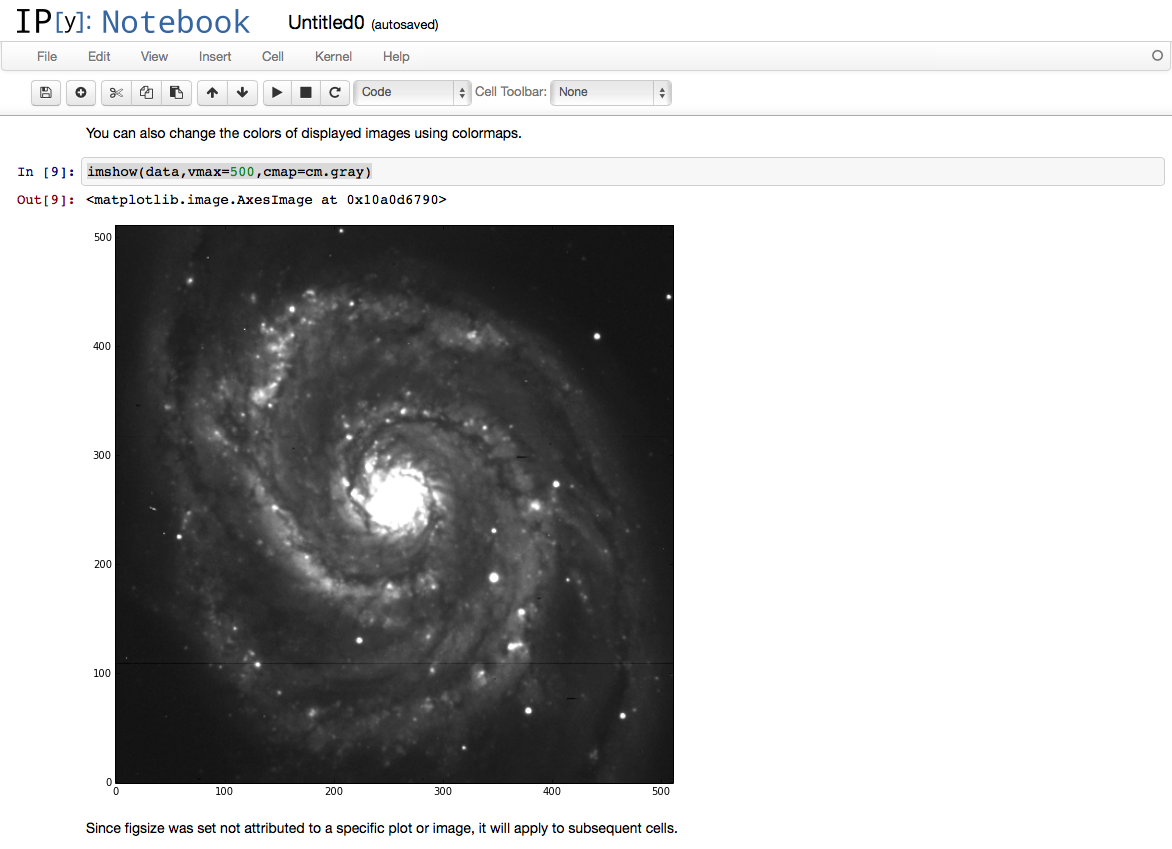 IP[y]: Notebook Untitled0 (autosaved)
File Edit View Insert Cell Kernel Help
Code Cell Toolbar: None
You can also change the colors of displayed images using colormaps.
In [9]: imshow(data,vmax=500,cmap=cm.gray)
Out[9]: <matplotlib.image.AxesImage at 0x10a0d6790>
500
400
300
200
100
0
0 100 200 300 400 500
Since figsize was set not attributed to a specific plot or image, it will apply to subsequent cells.